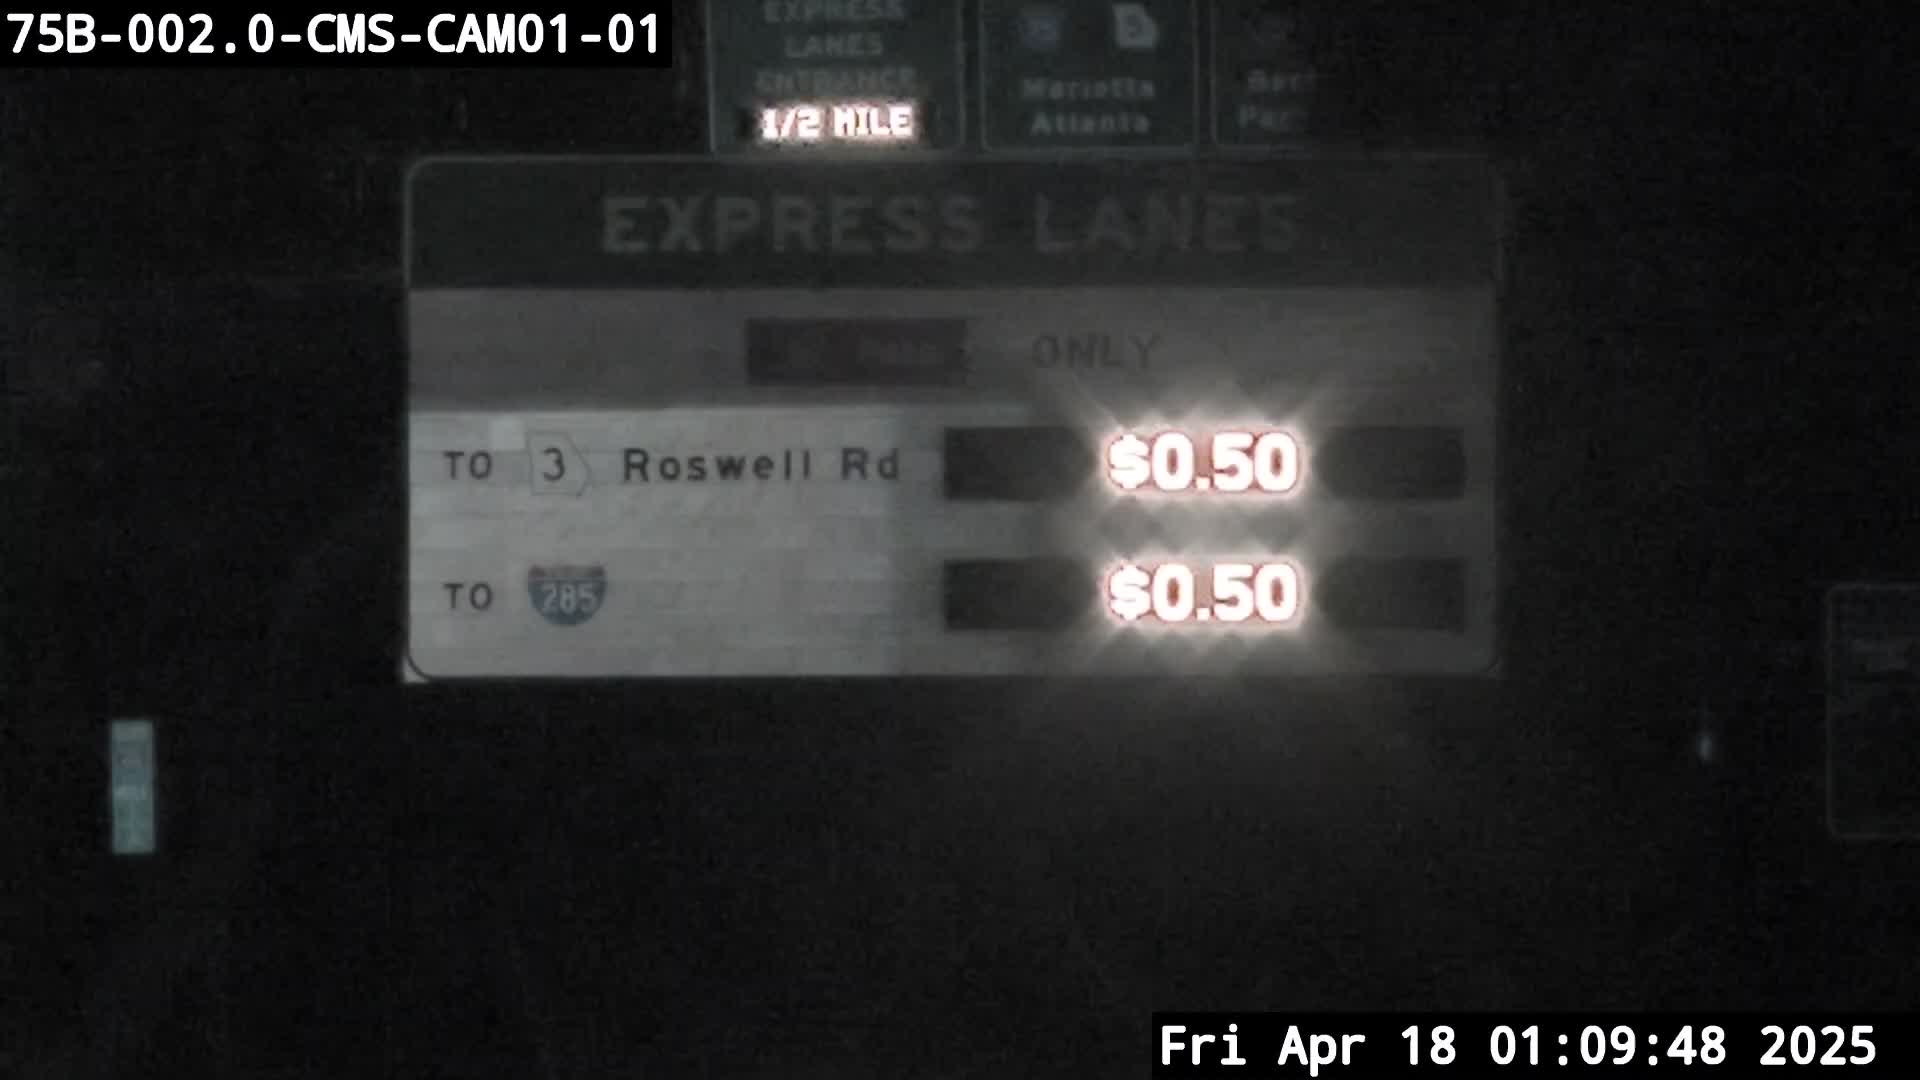 75B-002.0-CMS-CAM01-01
EXPRESS
LANES
ENTRANCE
1/2 MILE
Marietta
Atlanta
EXPRESS LANES
ONLY
TO 3 Roswell Rd $0.50
TO 285 $0.50
Fri Apr 18 01:09:48 2025